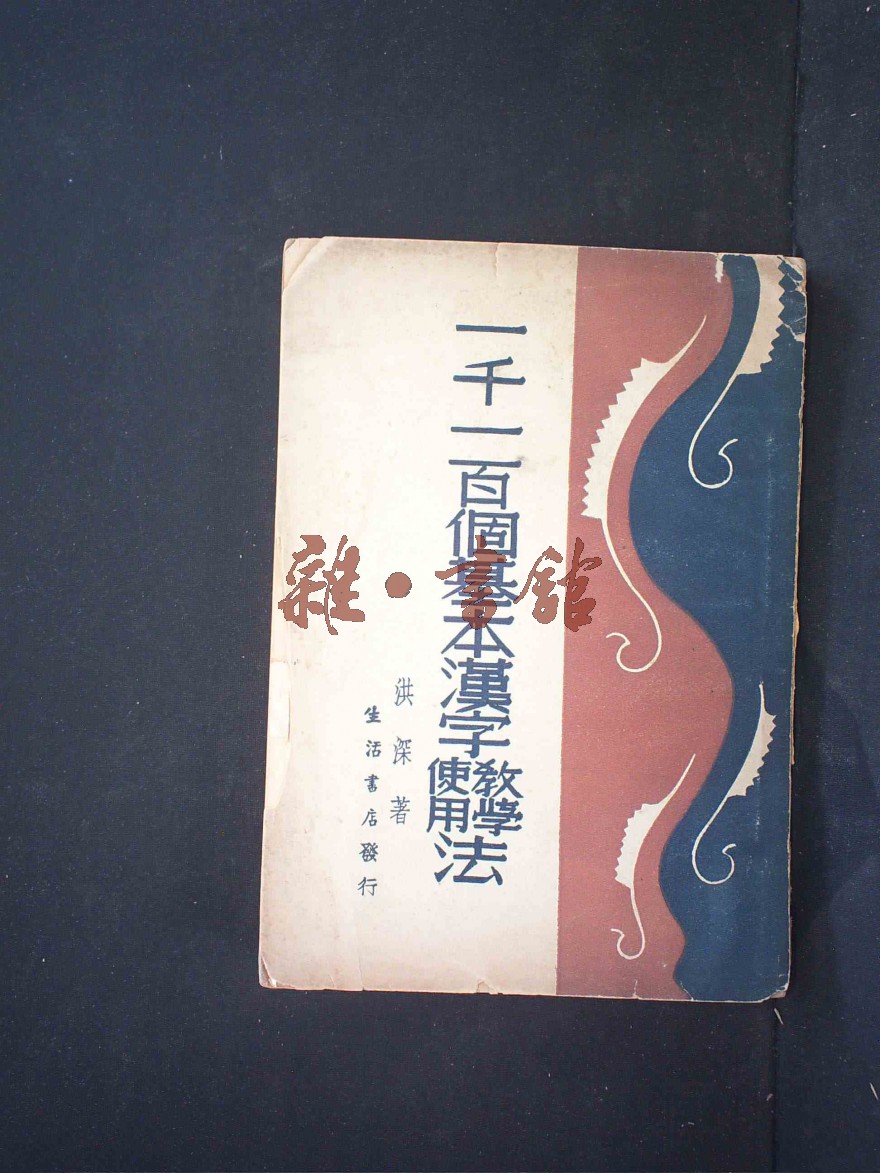 一千一百個基本漢字教學使用法
洪深著
生活書店發行
雜•書館